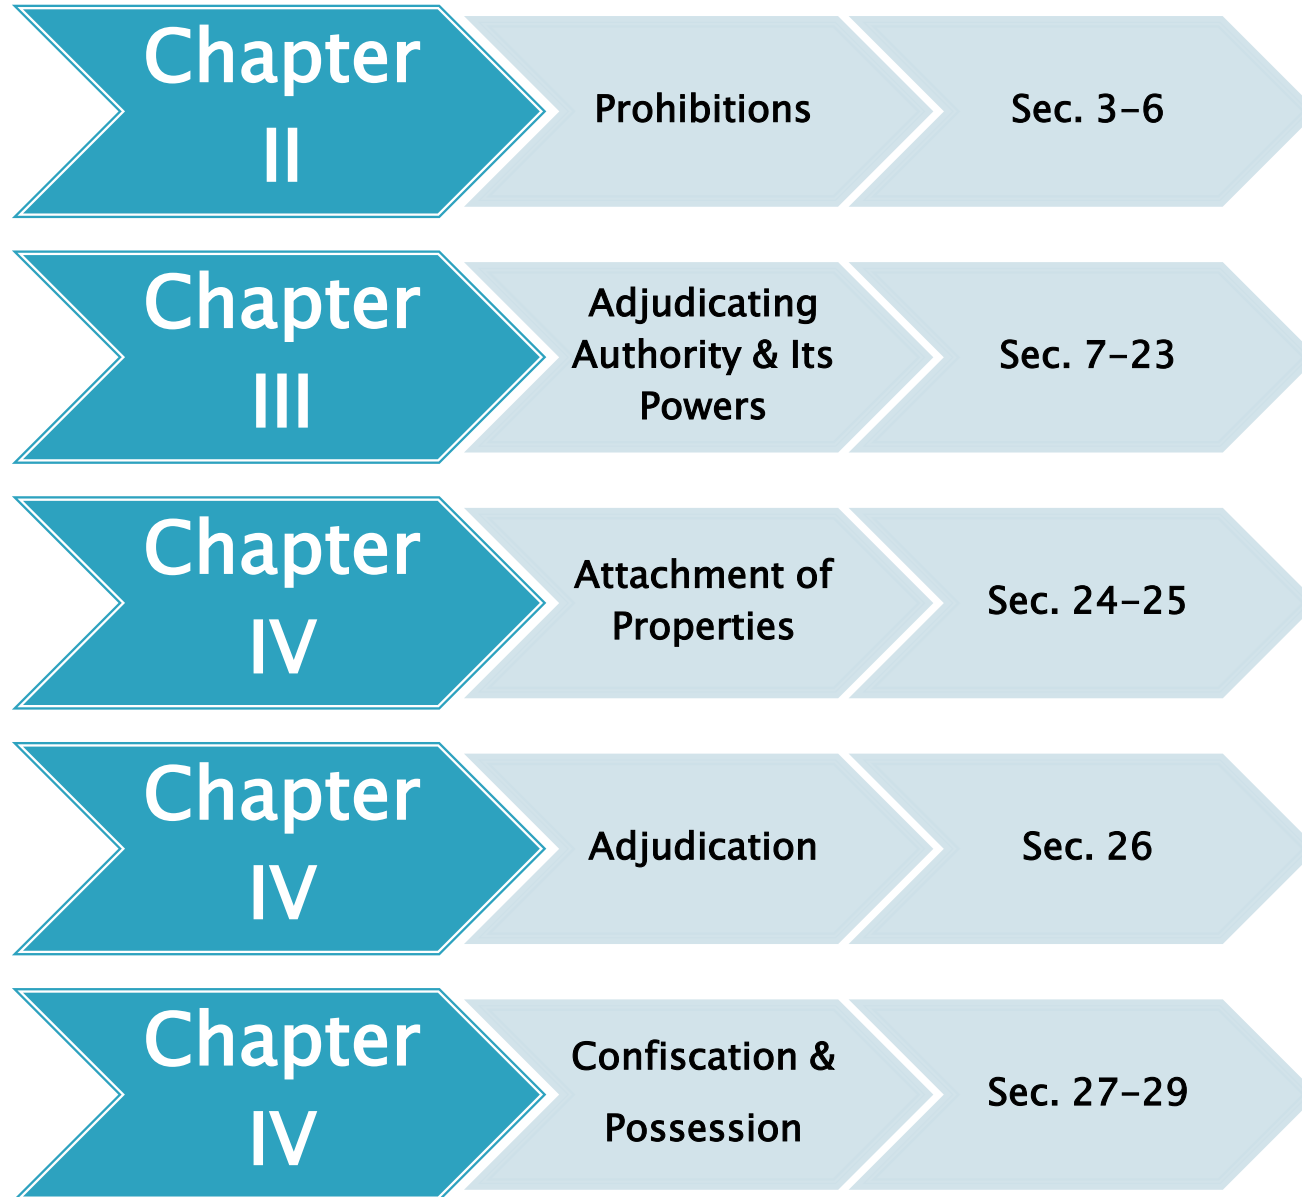 Chapter
II
Prohibitions
Sec. 3–6
Chapter
III
Adjudicating
Authority & Its
Powers
Sec. 7–23
Chapter
IV
Attachment of
Properties
Sec. 24–25
Chapter
IV
Adjudication
Sec. 26
Chapter
IV
Confiscation &
Possession
Sec. 27–29